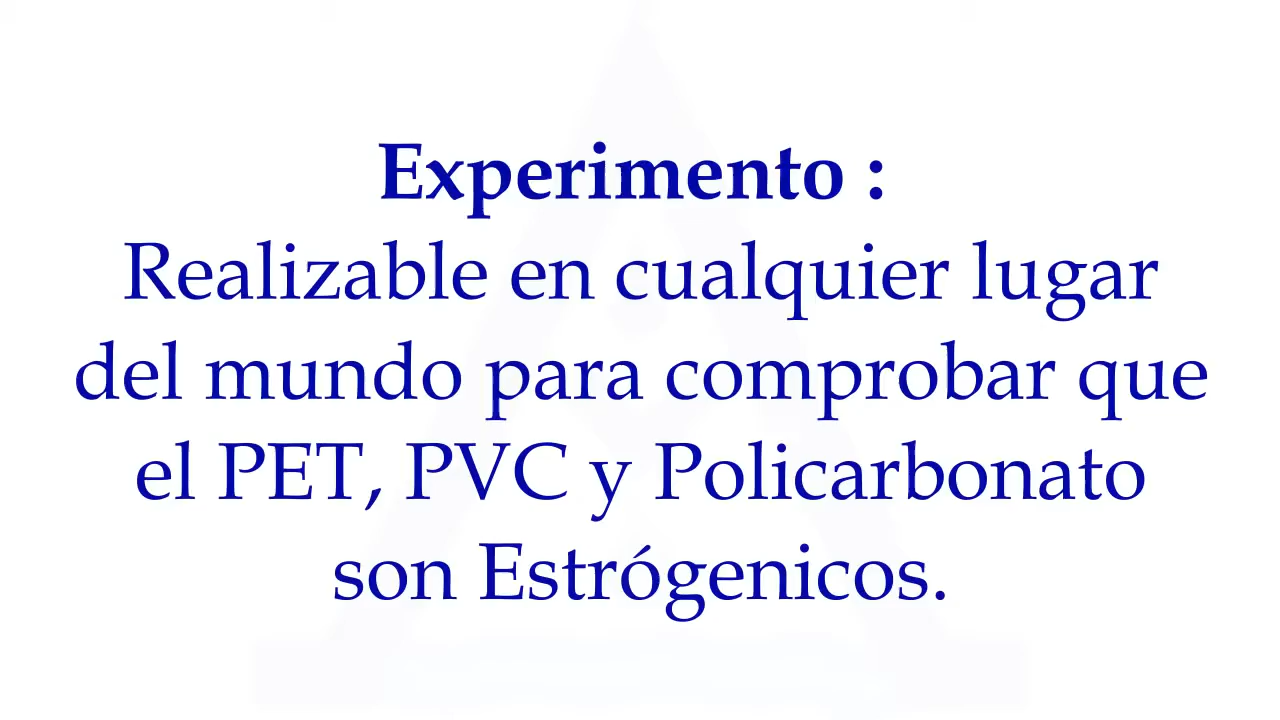 Experimento :
Realizable en cualquier lugar
del mundo para comprobar que
el PET, PVC y Policarbonato
son Estrógenicos.